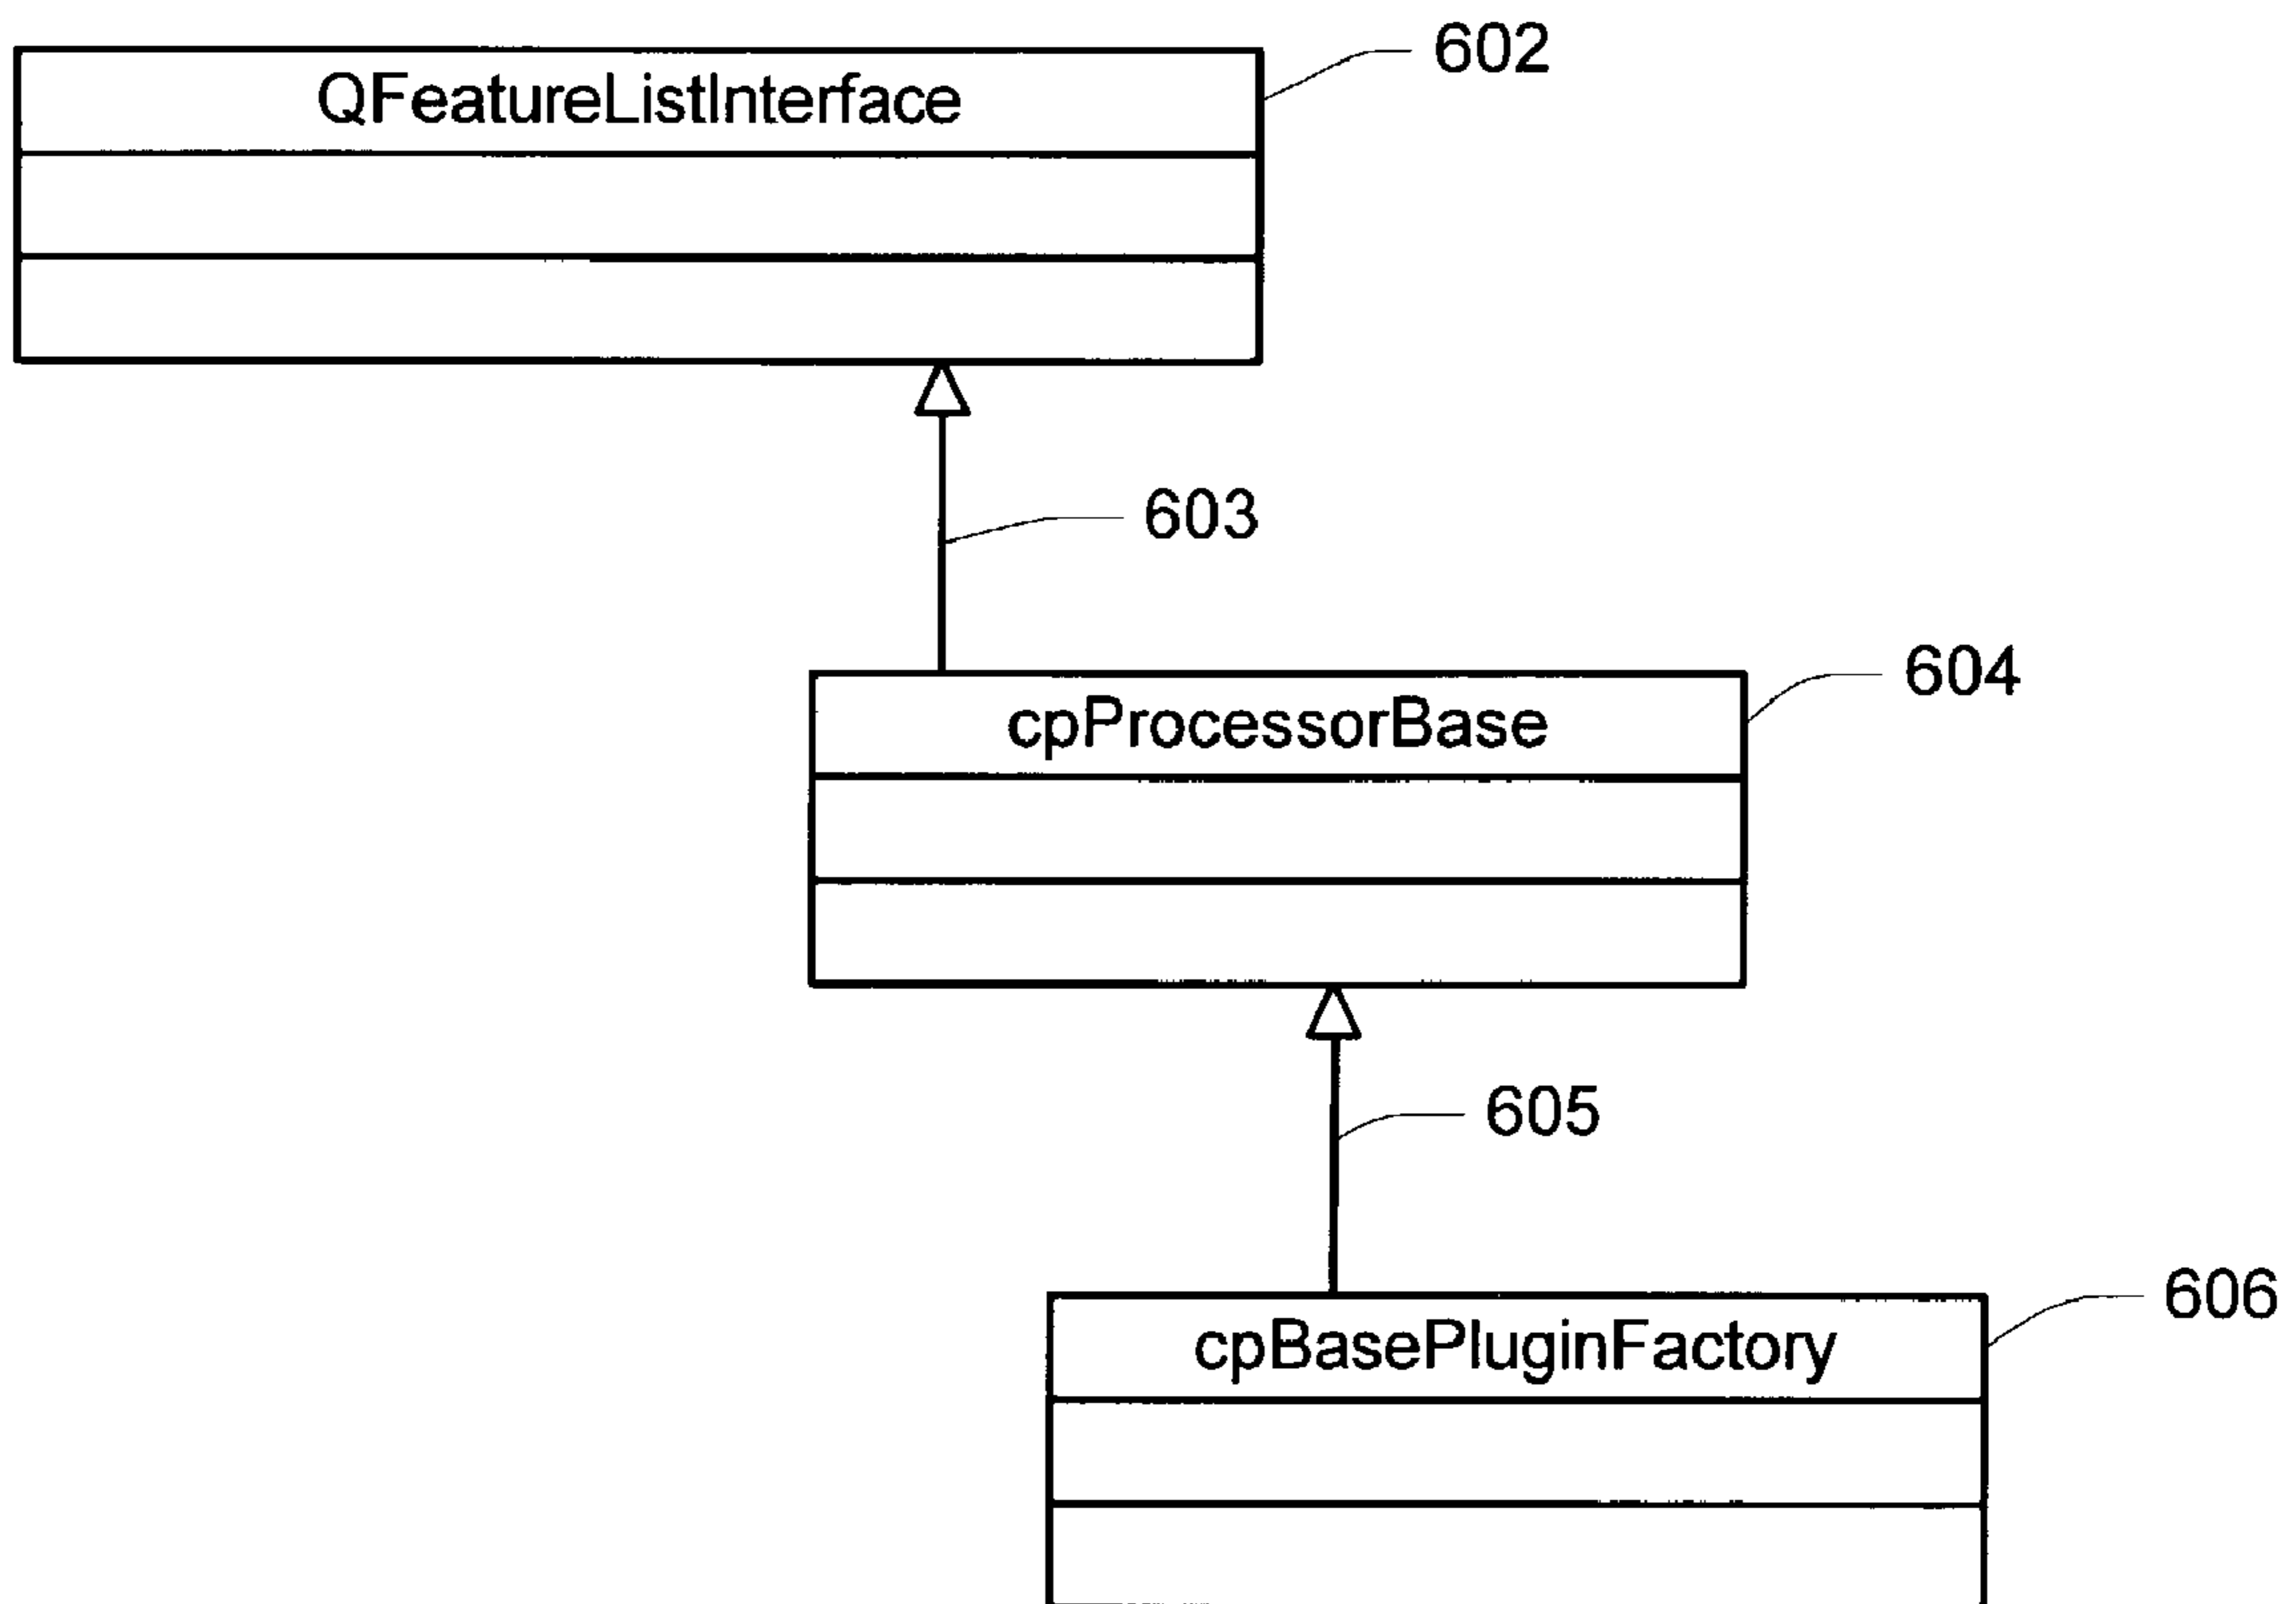 602
QFeatureListInterface
603
604
cpProcessorBase
605
606
cpBasePluginFactory